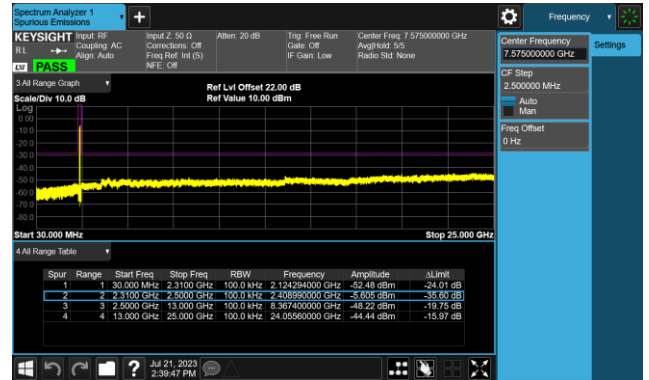 Spectrum Analyzer 1
Spurious Emissions
+
Frequency
KEYSIGHT Input: RF Input Z: 50 Ω Atten: 20 dB Trig: Free Run Center Freq: 7.575000000 GHz
RL Coupling: AC Corrections: Off Gate: Off Avg|Hold: 5/5
Align: Auto Freq Ref: Int (S) IF Gain: Low Radio Std: None
LXI PASS NFE: Off
Center Frequency
7.575000000 GHz
Settings
CF Step
2.500000 MHz
Auto
Man
Freq Offset
0 Hz
3 All Range Graph
Ref Lvl Offset 22.00 dB
Scale/Div 10.0 dB Ref Value 10.00 dBm
Log
0.00
-10.0
-20.0
-30.0
-40.0
-50.0
-60.0
-70.0
-80.0
Start 30.000 MHz Stop 25.000 GHz
4 All Range Table
Spur Range Start Freq Stop Freq RBW Frequency Amplitude ΔLimit
1 1 30.000 MHz 2.3100 GHz 100.0 kHz 2.124294000 GHz -52.48 dBm -24.01 dB
2 2 2.3100 GHz 2.5000 GHz 100.0 kHz 2.408990000 GHz -5.605 dBm -35.60 dB
3 3 2.5000 GHz 13.000 GHz 100.0 kHz 8.367400000 GHz -48.22 dBm -19.75 dB
4 4 13.000 GHz 25.000 GHz 100.0 kHz 24.05560000 GHz -44.44 dBm -15.97 dB
? Jul 21, 2023
2:39:47 PM